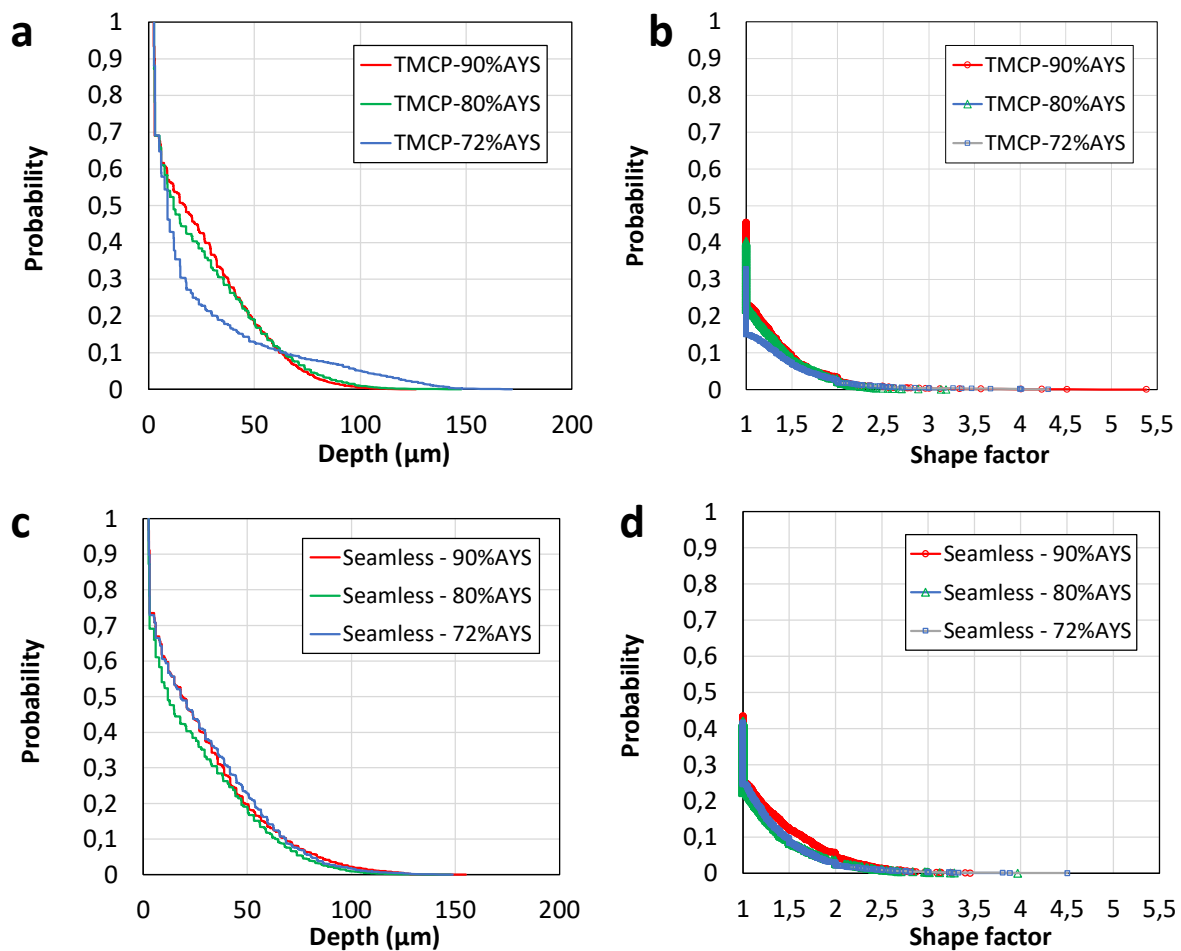 a
1
0,9
0,8
0,7
0,6
0,5
0,4
0,3
0,2
0,1
0
Probability
TMCP-90%AYS
TMCP-80%AYS
TMCP-72%AYS
0 50 100 150 200
Depth (µm)
b
1
0,9
0,8
0,7
0,6
0,5
0,4
0,3
0,2
0,1
0
Probability
TMCP-90%AYS
TMCP-80%AYS
TMCP-72%AYS
1 1,5 2 2,5 3 3,5 4 4,5 5 5,5
Shape factor
c
1
0,9
0,8
0,7
0,6
0,5
0,4
0,3
0,2
0,1
0
Probability
Seamless - 90%AYS
Seamless - 80%AYS
Seamless - 72%AYS
0 50 100 150 200
Depth (µm)
d
1
0,9
0,8
0,7
0,6
0,5
0,4
0,3
0,2
0,1
0
Probability
Seamless - 90%AYS
Seamless - 80%AYS
Seamless - 72%AYS
1 1,5 2 2,5 3 3,5 4 4,5 5 5,5
Shape factor